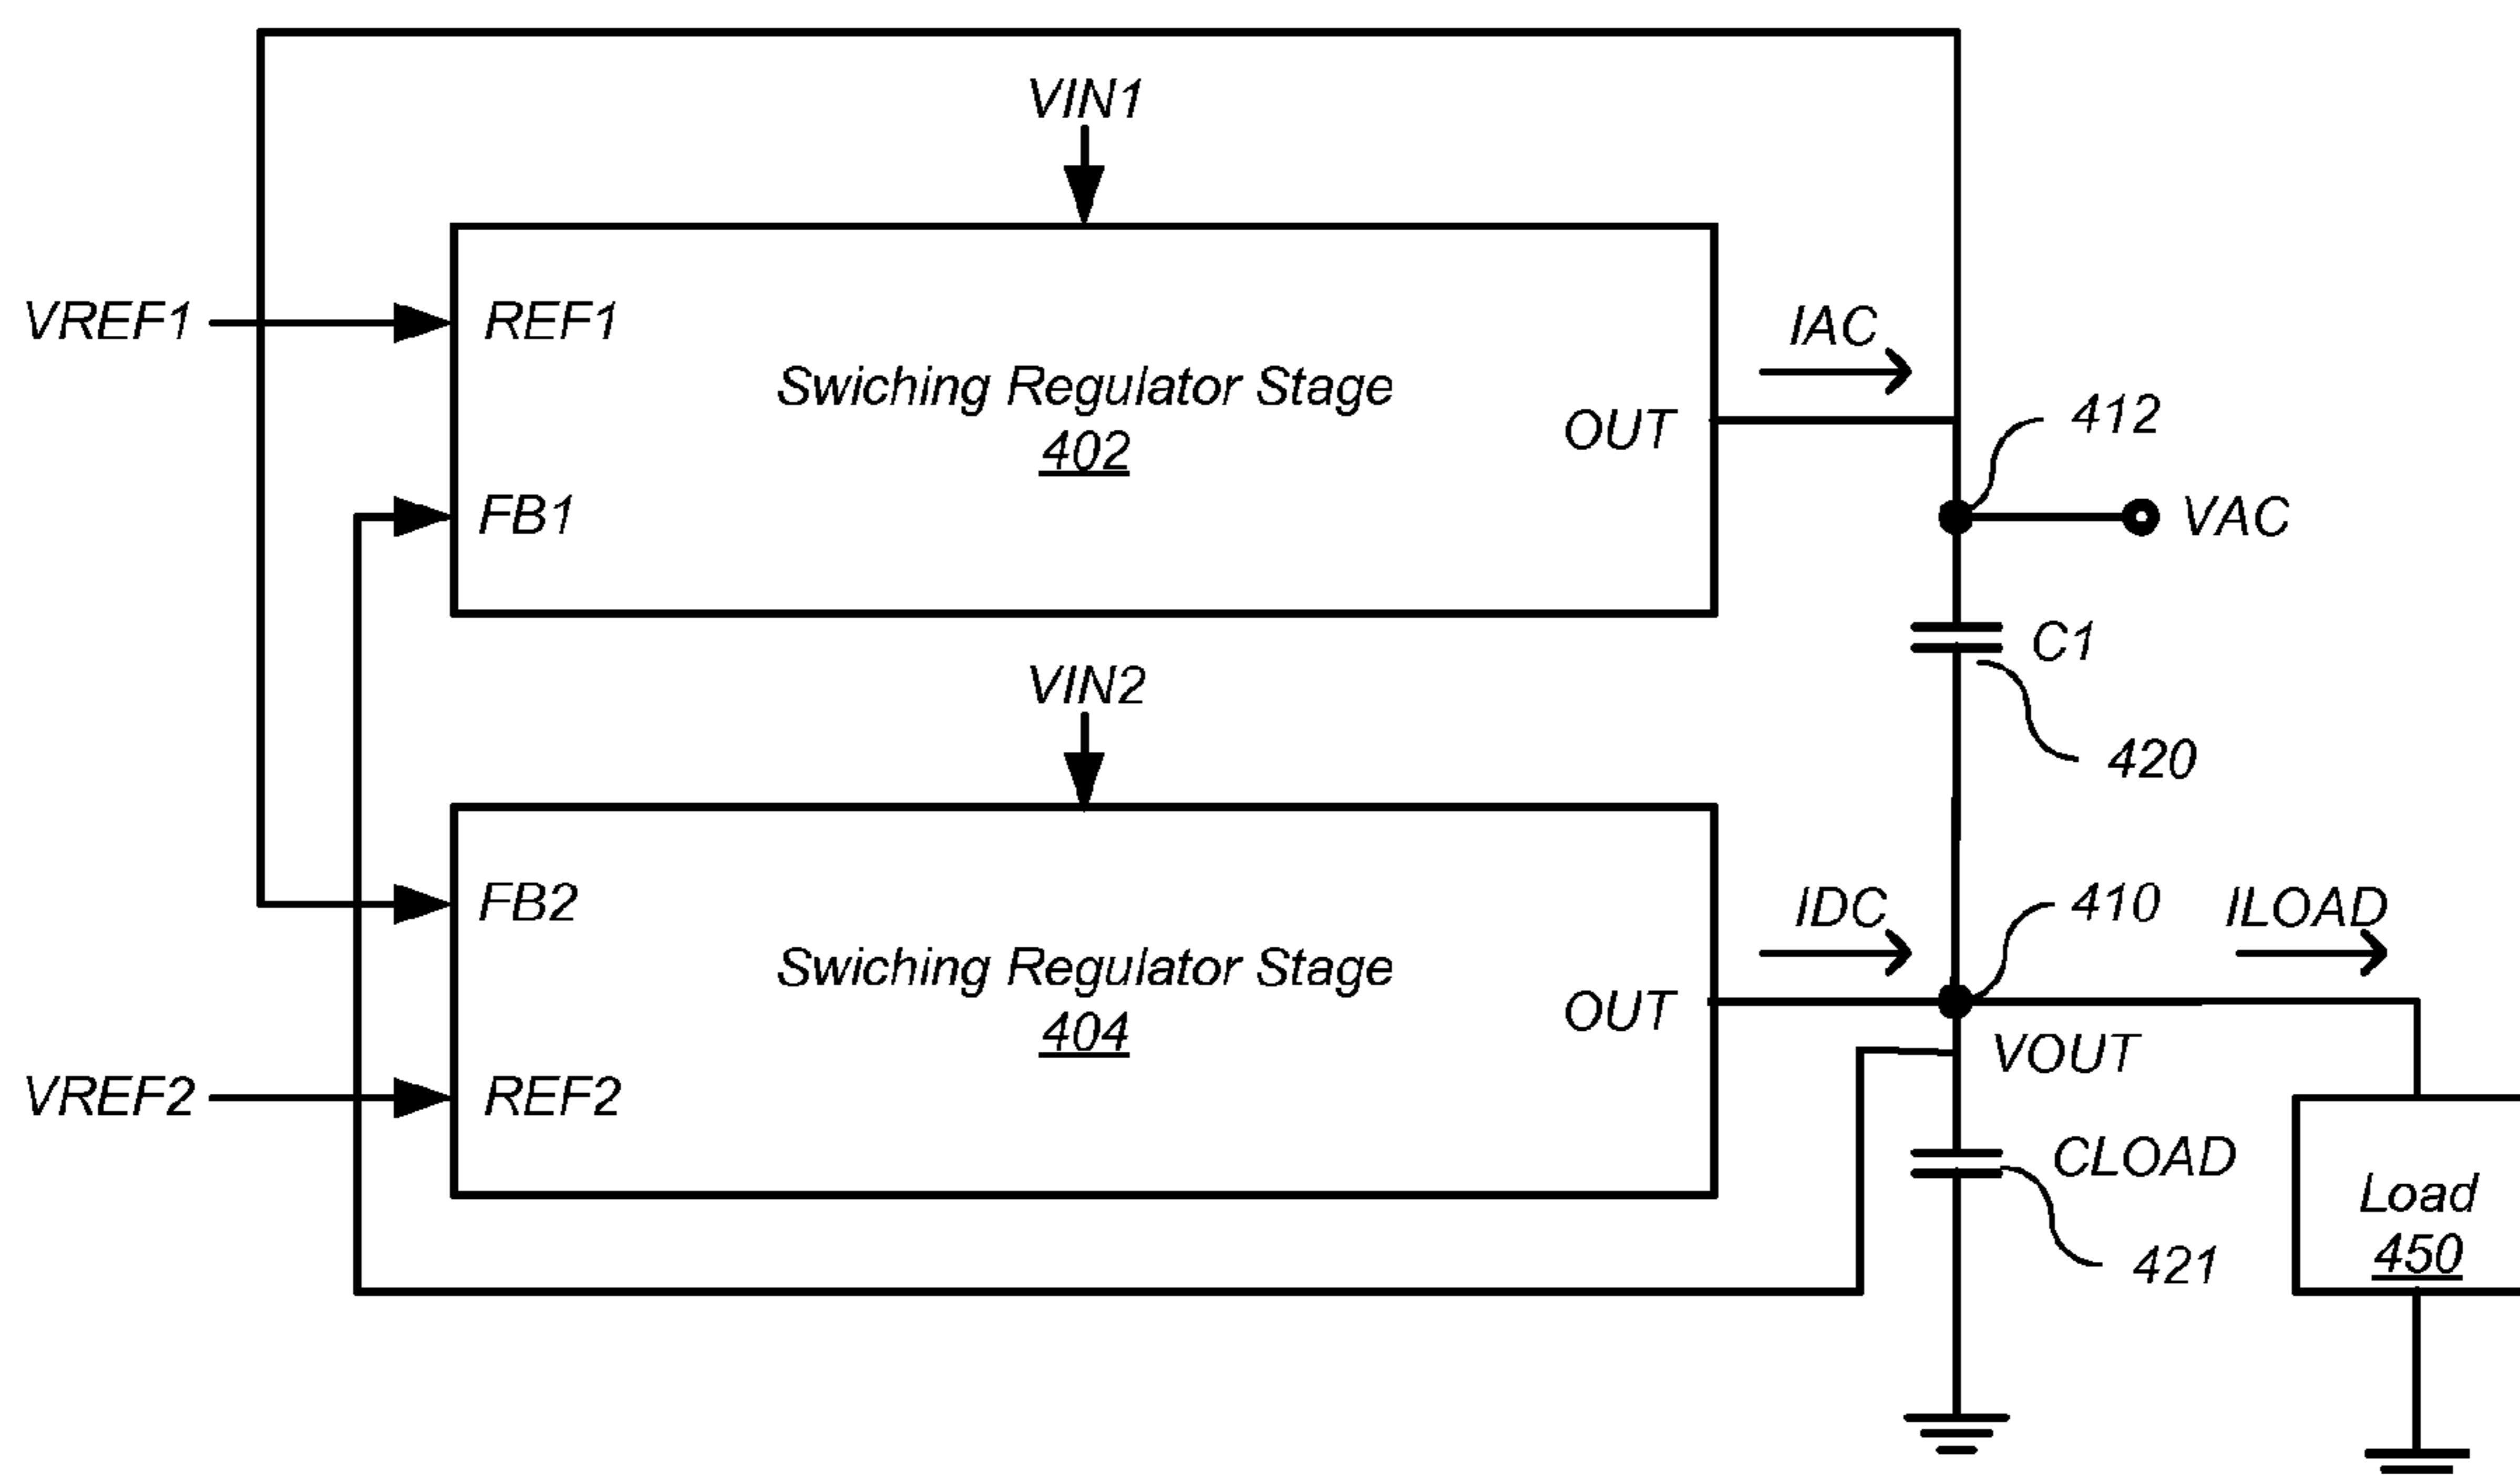 VIN1
VREF1
REF1
IAC
Swiching Regulator Stage
402
OUT
412
FB1
VAC
C1
VIN2
420
FB2
IDC
410
ILOAD
Swiching Regulator Stage
404
OUT
VOUT
VREF2
REF2
CLOAD
Load
450
421